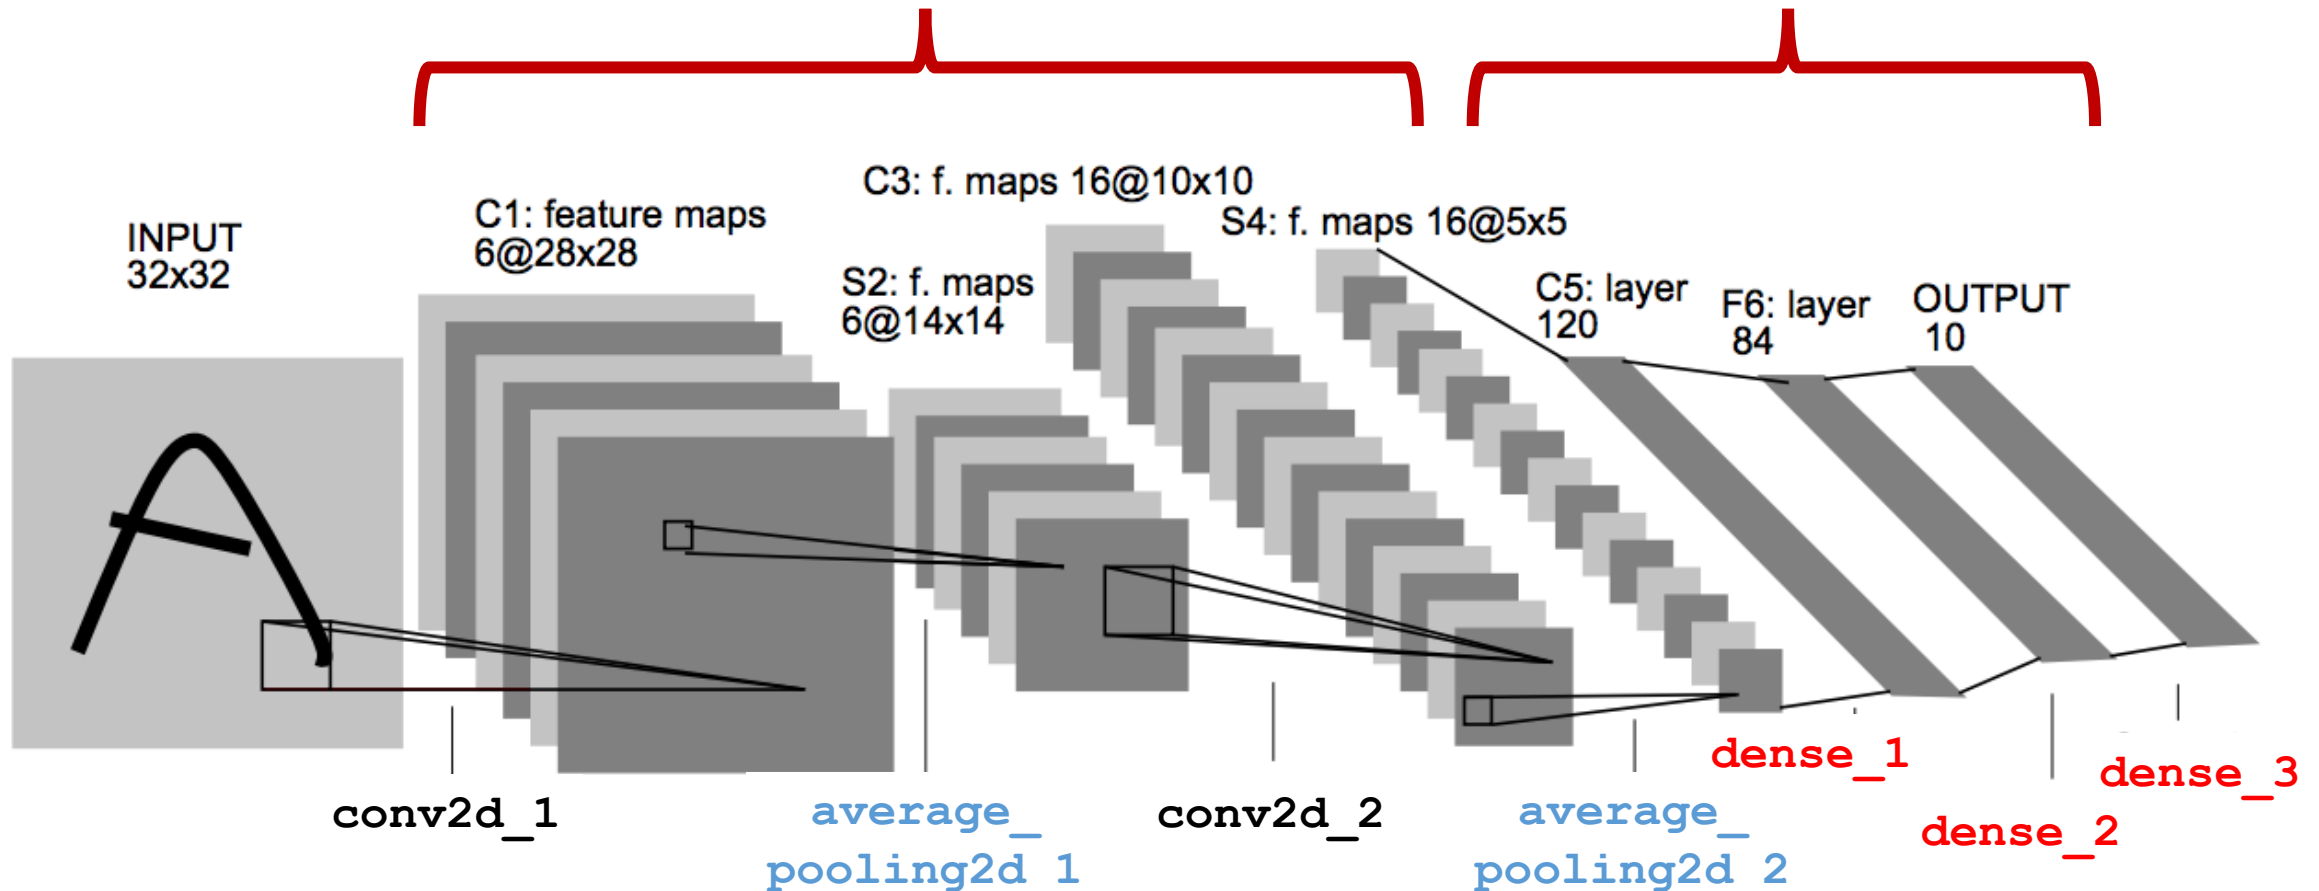 INPUT
32x32
C1: feature maps
6@28x28
S2: f. maps
6@14x14
C3: f. maps 16@10x10
S4: f. maps 16@5x5
C5: layer
120
F6: layer
84
OUTPUT
10
conv2d_1
average_
pooling2d_1
conv2d_2
average_
pooling2d_2
dense_1
dense_2
dense_3